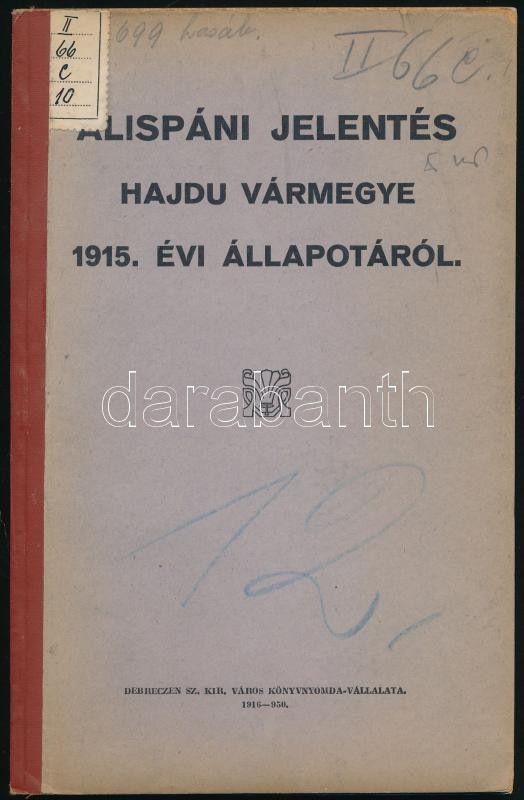 II
66
C
10
699
II 66 C.
ALISPÁNI JELENTÉS
HAJDU VÁRMEGYE
1915. ÉVI ÁLLAPOTÁRÓL.
darabanth
12.-
DEBRECZEN SZ. KIR. VÁROS KÖNYVNYOMDA-VÁLLALATA.
1916—950.